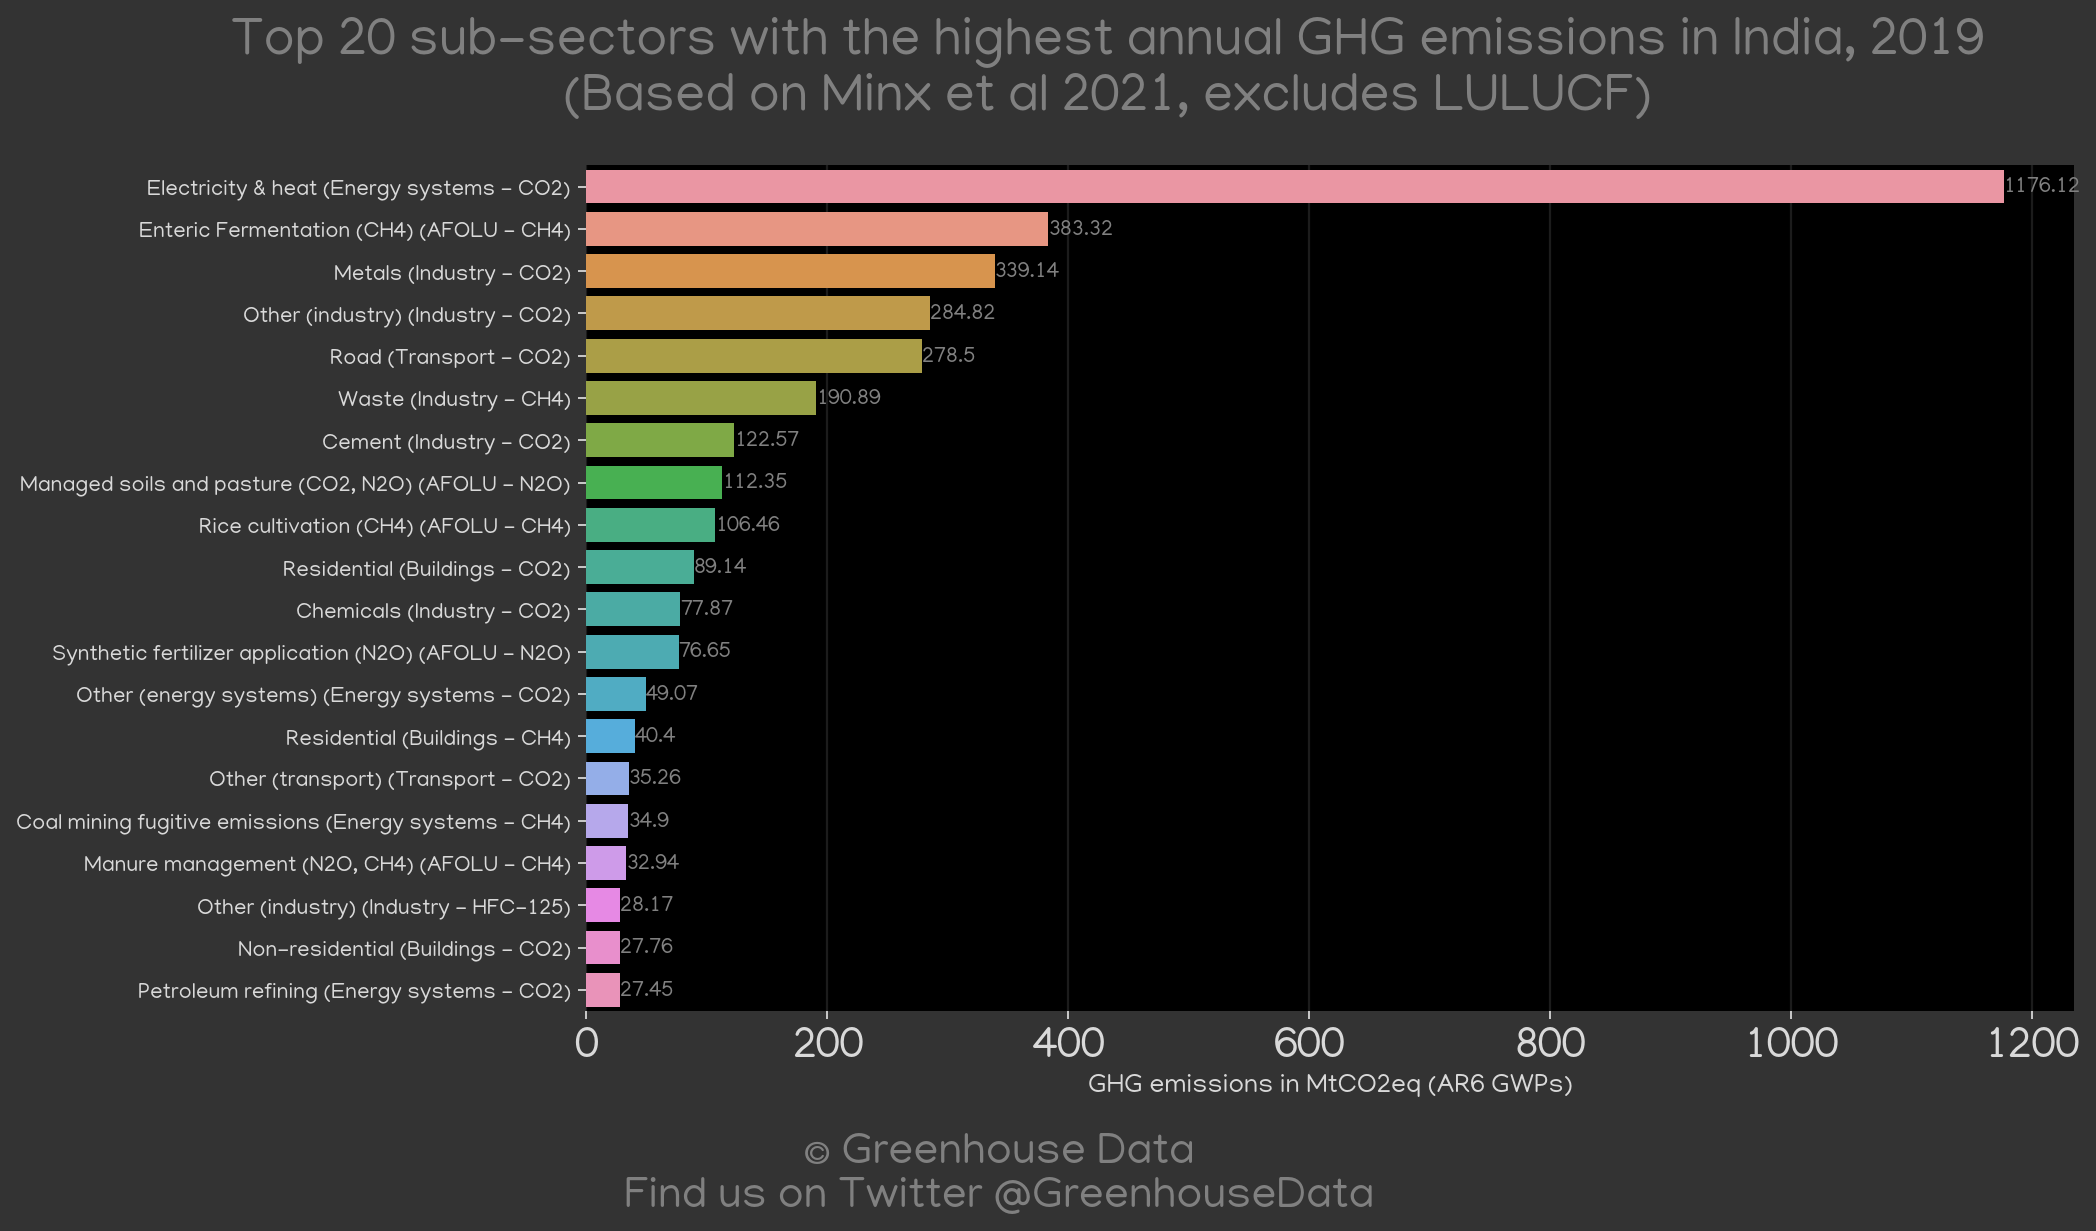 Top 20 sub-sectors with the highest annual GHG emissions in India, 2019
(Based on Minx et al 2021, excludes LULUCF)
Electricity & heat (Energy systems - CO2) 1176.12
Enteric Fermentation (CH4) (AFOLU - CH4) 383.32
Metals (Industry - CO2) 339.14
Other (industry) (Industry - CO2) 284.82
Road (Transport - CO2) 278.5
Waste (Industry - CH4) 190.89
Cement (Industry - CO2) 122.57
Managed soils and pasture (CO2, N2O) (AFOLU - N2O) 112.35
Rice cultivation (CH4) (AFOLU - CH4) 106.46
Residential (Buildings - CO2) 89.14
Chemicals (Industry - CO2) 77.87
Synthetic fertilizer application (N2O) (AFOLU - N2O) 76.65
Other (energy systems) (Energy systems - CO2) 49.07
Residential (Buildings - CH4) 40.4
Other (transport) (Transport - CO2) 35.26
Coal mining fugitive emissions (Energy systems - CH4) 34.9
Manure management (N2O, CH4) (AFOLU - CH4) 32.94
Other (industry) (Industry - HFC-125) 28.17
Non-residential (Buildings - CO2) 27.76
Petroleum refining (Energy systems - CO2) 27.45
0 200 400 600 800 1000 1200
GHG emissions in MtCO2eq (AR6 GWPs)
© Greenhouse Data
Find us on Twitter @GreenhouseData